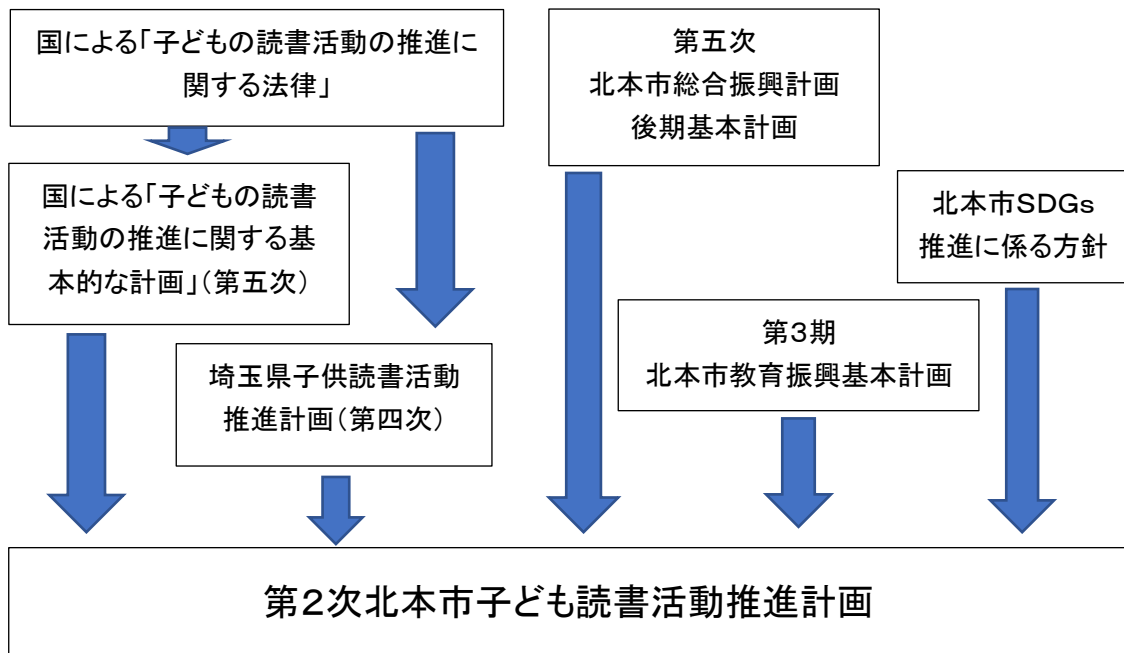 国による「子どもの読書活動の推進に
関する法律」
国による「子どもの読書
活動の推進に関する基
本的な計画」（第五次）
埼玉県子供読書活動
推進計画（第四次）
第五次
北本市総合振興計画
後期基本計画
第３期
北本市教育振興基本計画
北本市SDGs
推進に係る方針
第２次北本市子ども読書活動推進計画